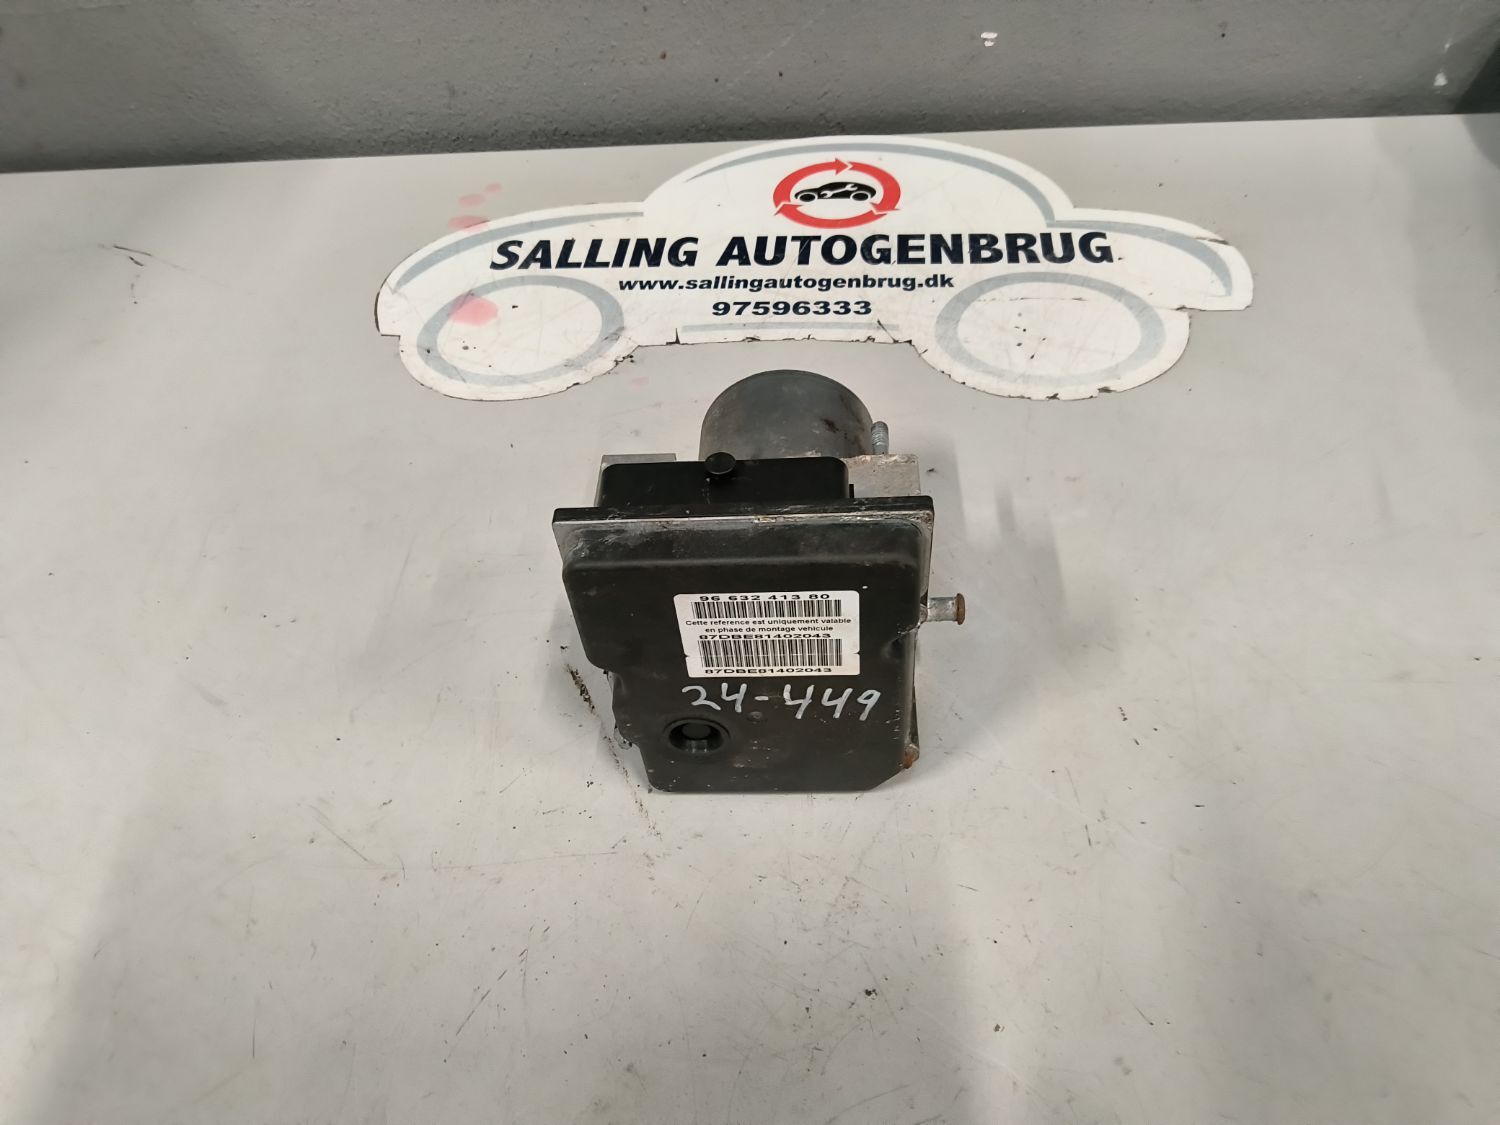 SALLING AUTOGENBRUG
www.sallingautogenbrug.dk
97596333
96 632 413 80
Cette reference est uniquement valable
en phase de montage vehicule
87DBE81402043
87DBE81402043
24-449